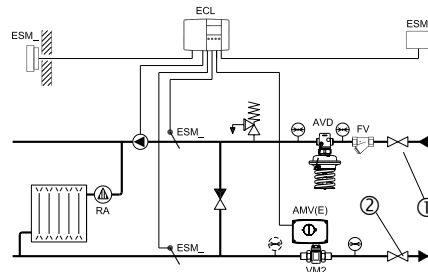 ECL
ESM_
ESM
ESM_
AVD
FV
①
RA
AMV(E)
②
ESM_
VM2